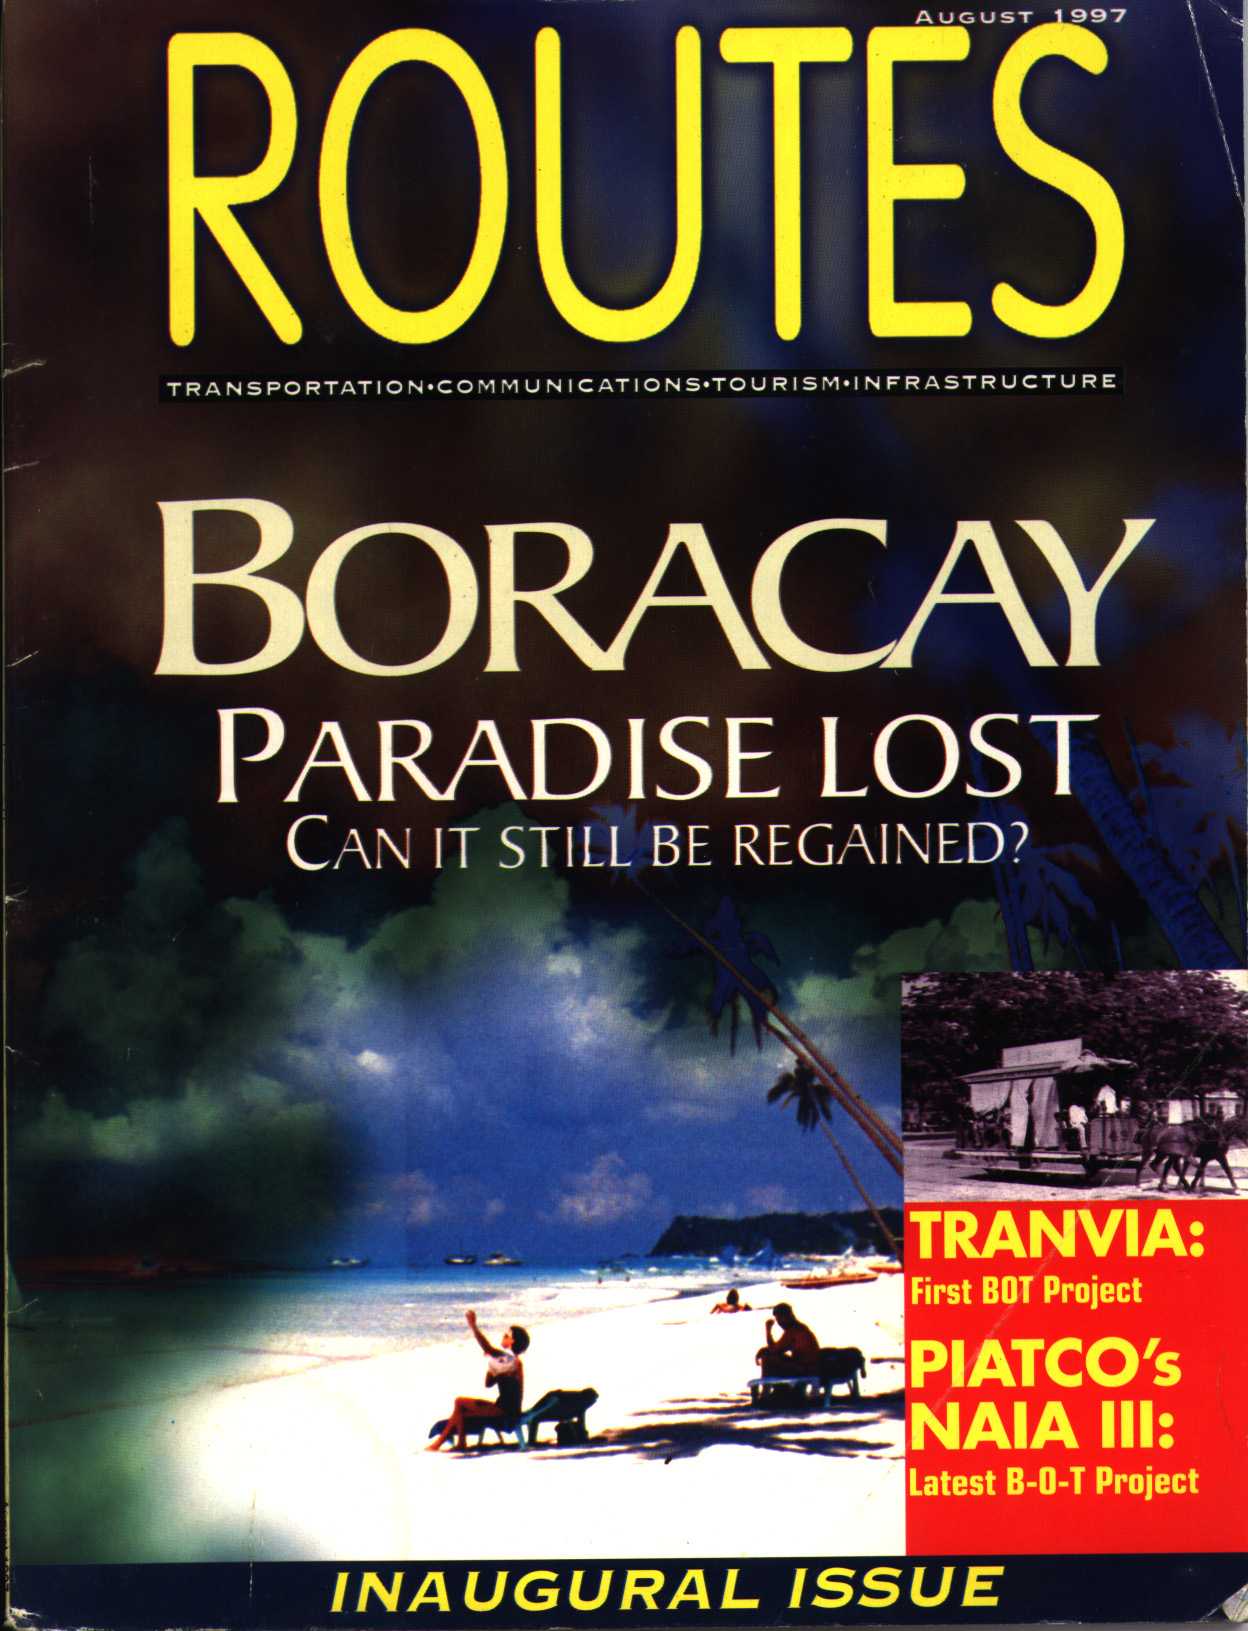 AUGUST 1997
ROUTES
TRANSPORTATION•COMMUNICATIONS•TOURISM•INFRASTRUCTURE
BORACAY
PARADISE LOST
CAN IT STILL BE REGAINED?
TRANVIA:
First BOT Project
PIATCO's
NAIA III:
Latest B-O-T Project
INAUGURAL ISSUE